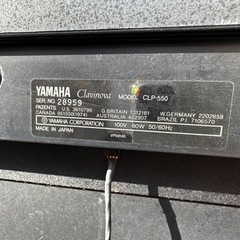 YAMAHA Clavinova MODEL CLP-550
SER NO. 28959
PATENTS U.S. 3610799 G.BRITAIN 1312161 W.GERMANY 2202658
CANADA 951550(1974) AUSTRALIA 452907 BRAZIL P.I. 7106570
YAMAHA CORPORATION 100V 60W 50/60Hz
MADE IN JAPAN